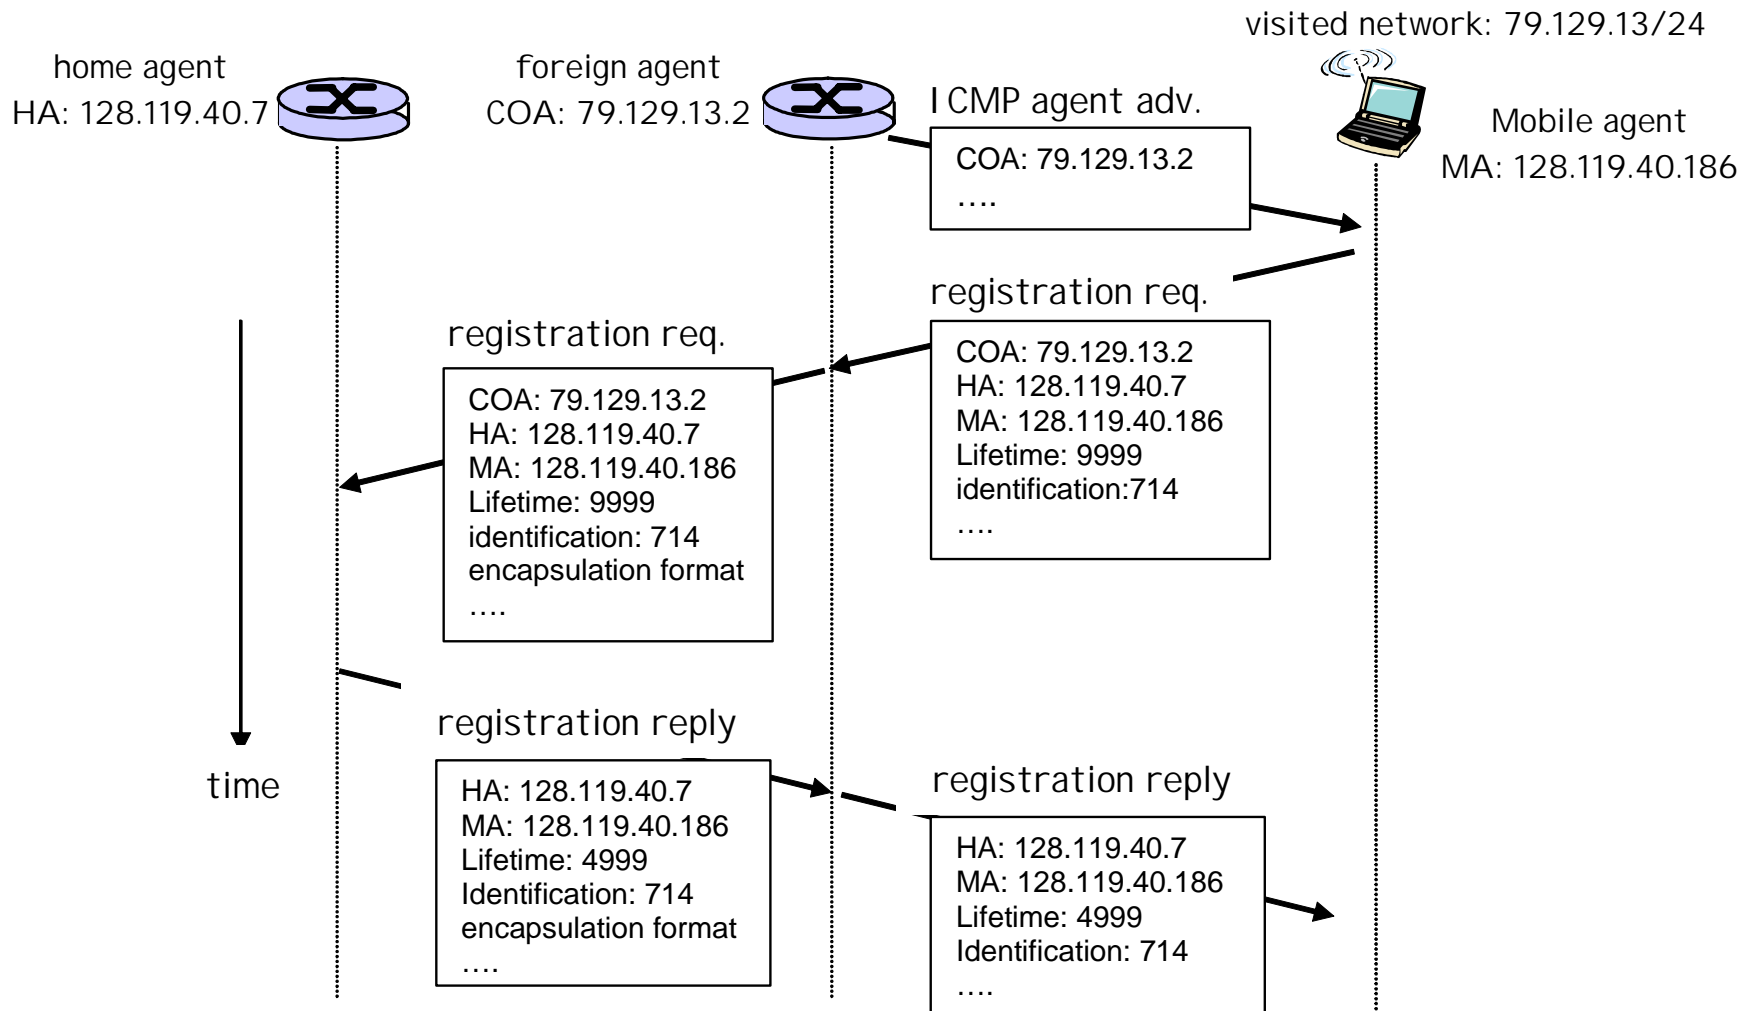 visited network: 79.129.13/24
home agent
HA: 128.119.40.7
foreign agent
COA: 79.129.13.2
ICMP agent adv.
COA: 79.129.13.2
….
Mobile agent
MA: 128.119.40.186
registration req.
COA: 79.129.13.2
HA: 128.119.40.7
MA: 128.119.40.186
Lifetime: 9999
identification:714
….
registration req.
COA: 79.129.13.2
HA: 128.119.40.7
MA: 128.119.40.186
Lifetime: 9999
identification: 714
encapsulation format
….
time
registration reply
HA: 128.119.40.7
MA: 128.119.40.186
Lifetime: 4999
Identification: 714
encapsulation format
….
registration reply
HA: 128.119.40.7
MA: 128.119.40.186
Lifetime: 4999
Identification: 714
….